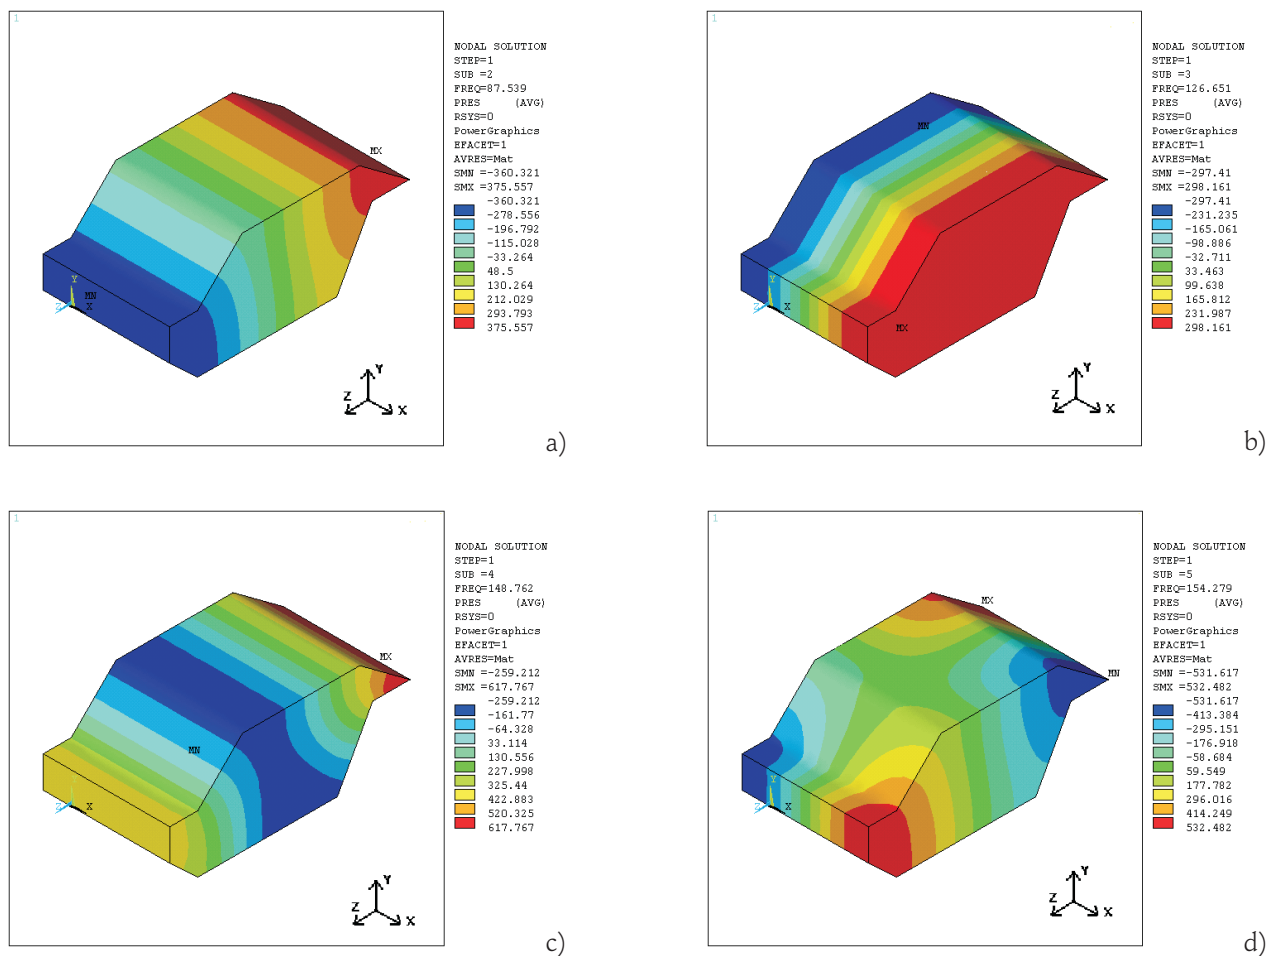 1
NODAL SOLUTION
STEP=1
SUB =2
FREQ=87.539
PRES (AVG)
RSYS=0
PowerGraphics
EFACET=1
AVRES=Mat
SMN =-360.321
SMX =375.557
-360.321
-278.556
-196.792
-115.028
-33.264
48.5
130.264
212.029
293.793
375.557
MX
MN
Y
Z
X
Y
Z
X
a)
1
NODAL SOLUTION
STEP=1
SUB =3
FREQ=126.651
PRES (AVG)
RSYS=0
PowerGraphics
EFACET=1
AVRES=Mat
SMN =-297.41
SMX =298.161
-297.41
-231.235
-165.061
-98.886
-32.711
33.463
99.638
165.812
231.987
298.161
MN
MX
Y
Z
X
Y
Z
X
b)
1
NODAL SOLUTION
STEP=1
SUB =4
FREQ=148.762
PRES (AVG)
RSYS=0
PowerGraphics
EFACET=1
AVRES=Mat
SMN =-259.212
SMX =617.767
-259.212
-161.77
-64.328
33.114
130.556
227.998
325.44
422.883
520.325
617.767
MX
MN
Z
X
Y
Z
X
c)
1
NODAL SOLUTION
STEP=1
SUB =5
FREQ=154.279
PRES (AVG)
RSYS=0
PowerGraphics
EFACET=1
AVRES=Mat
SMN =-531.617
SMX =532.482
-531.617
-413.384
-295.151
-176.918
-58.684
59.549
177.782
296.016
414.249
532.482
MX
MN
Y
Z
X
Y
Z
X
d)